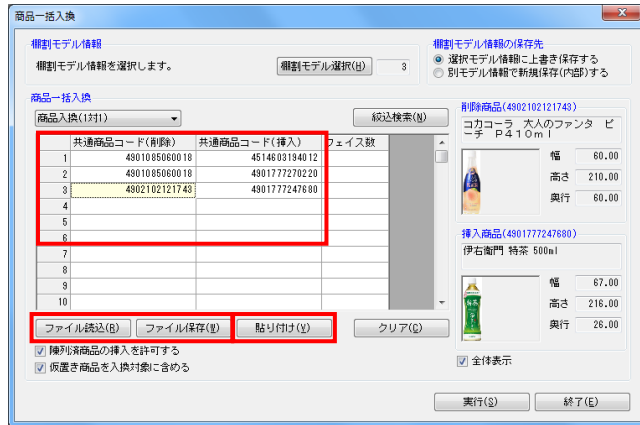 商品一括入換
棚割モデル情報
棚割モデル情報を選択します。
棚割モデル選択(H)
3
棚割モデル情報の保存先
選択モデル情報に上書き保存する
別モデル情報で新規保存(内部)する
商品一括入換
商品入換(1対1)
絞込検索(N)
共通商品コード(削除) 共通商品コード(挿入) フェイス数
1 4901085060018 4514603194012
2 4901085060018 4901777270220
3 4902102121743 4901777247680
4
5
6
7
8
9
10
ファイル読込(R)
ファイル保存(W)
貼り付け(V)
クリア(C)
陳列済商品の挿入を許可する
仮置き商品を入換対象に含める
削除商品(4902102121743)
コカコーラ 大人のファンタ ピ
ーチ P410ml
幅 60.00
高さ 210.00
奥行 60.00
挿入商品(4901777247680)
伊右衛門 特茶 500ml
幅 67.00
高さ 216.00
奥行 26.00
全体表示
実行(S)
終了(E)